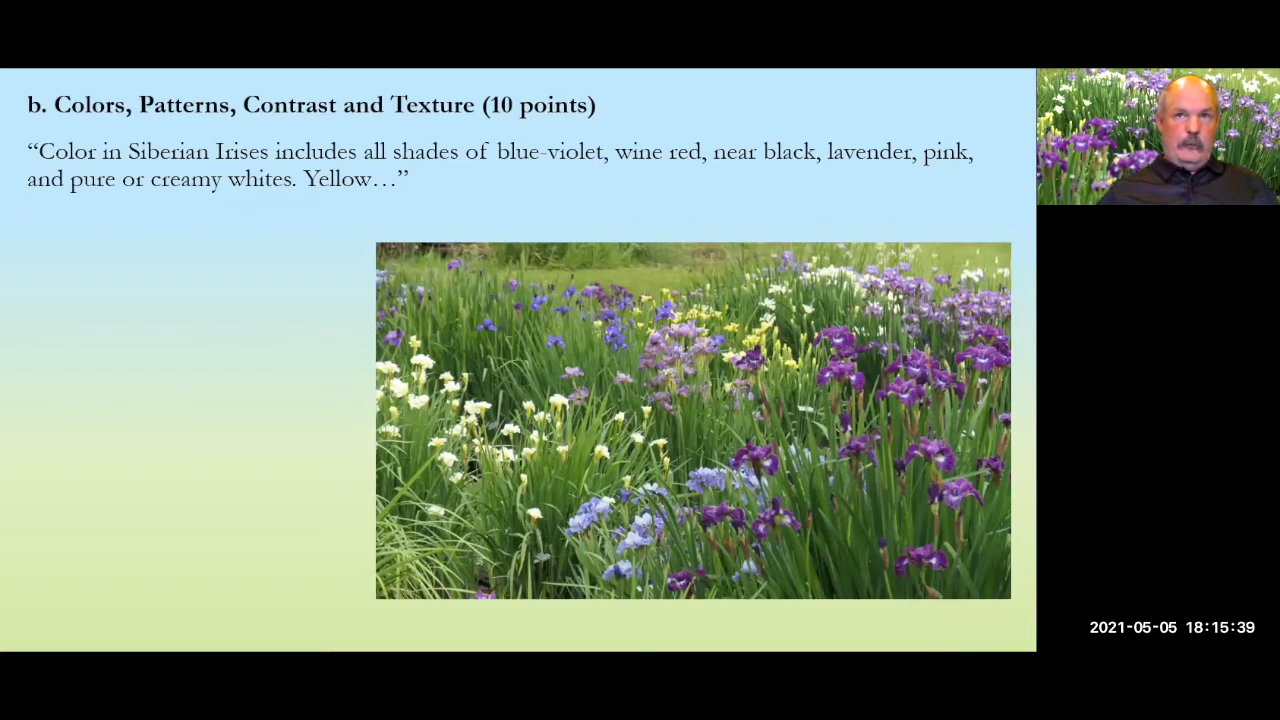 b. Colors, Patterns, Contrast and Texture (10 points)
“Color in Siberian Irises includes all shades of blue-violet, wine red, near black, lavender, pink,
and pure or creamy whites. Yellow…”
2021-05-05 18:15:39